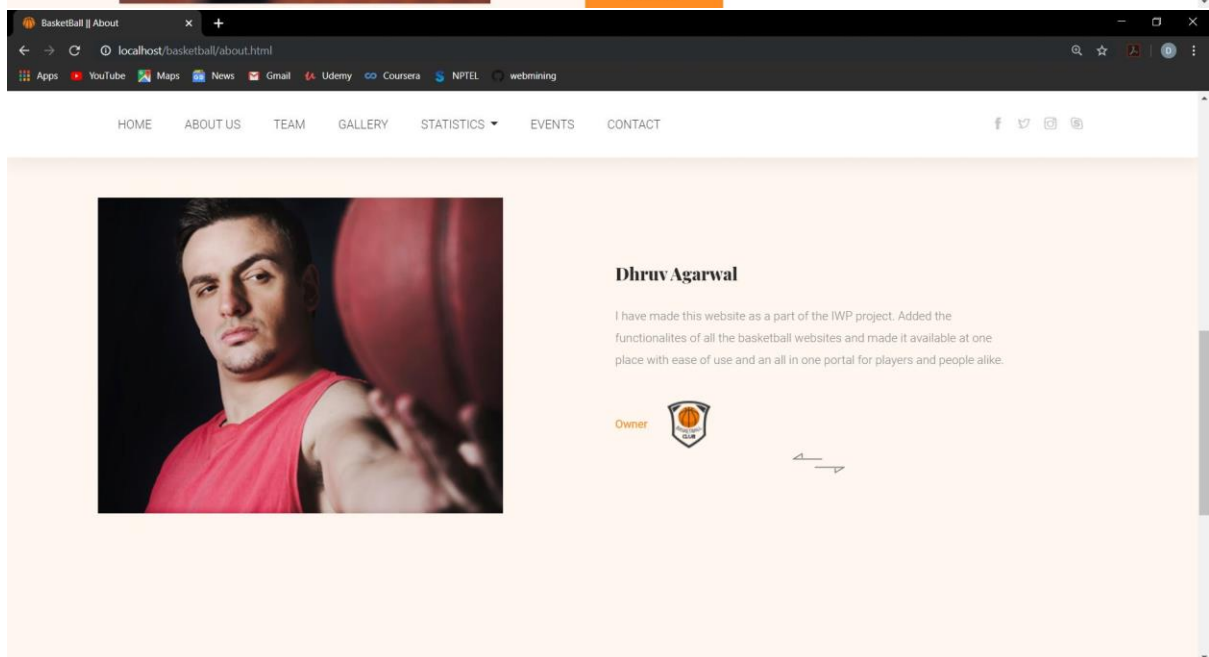 BasketBall || About
localhost/basketball/about.html
Apps YouTube Maps News Gmail Udemy Coursera NPTEL webmining
HOME ABOUT US TEAM GALLERY STATISTICS EVENTS CONTACT
Dhruv Agarwal
I have made this website as a part of the IWP project. Added the
functionalites of all the basketball websites and made it available at one
place with ease of use and an all in one portal for players and people alike.
Owner
CLUB